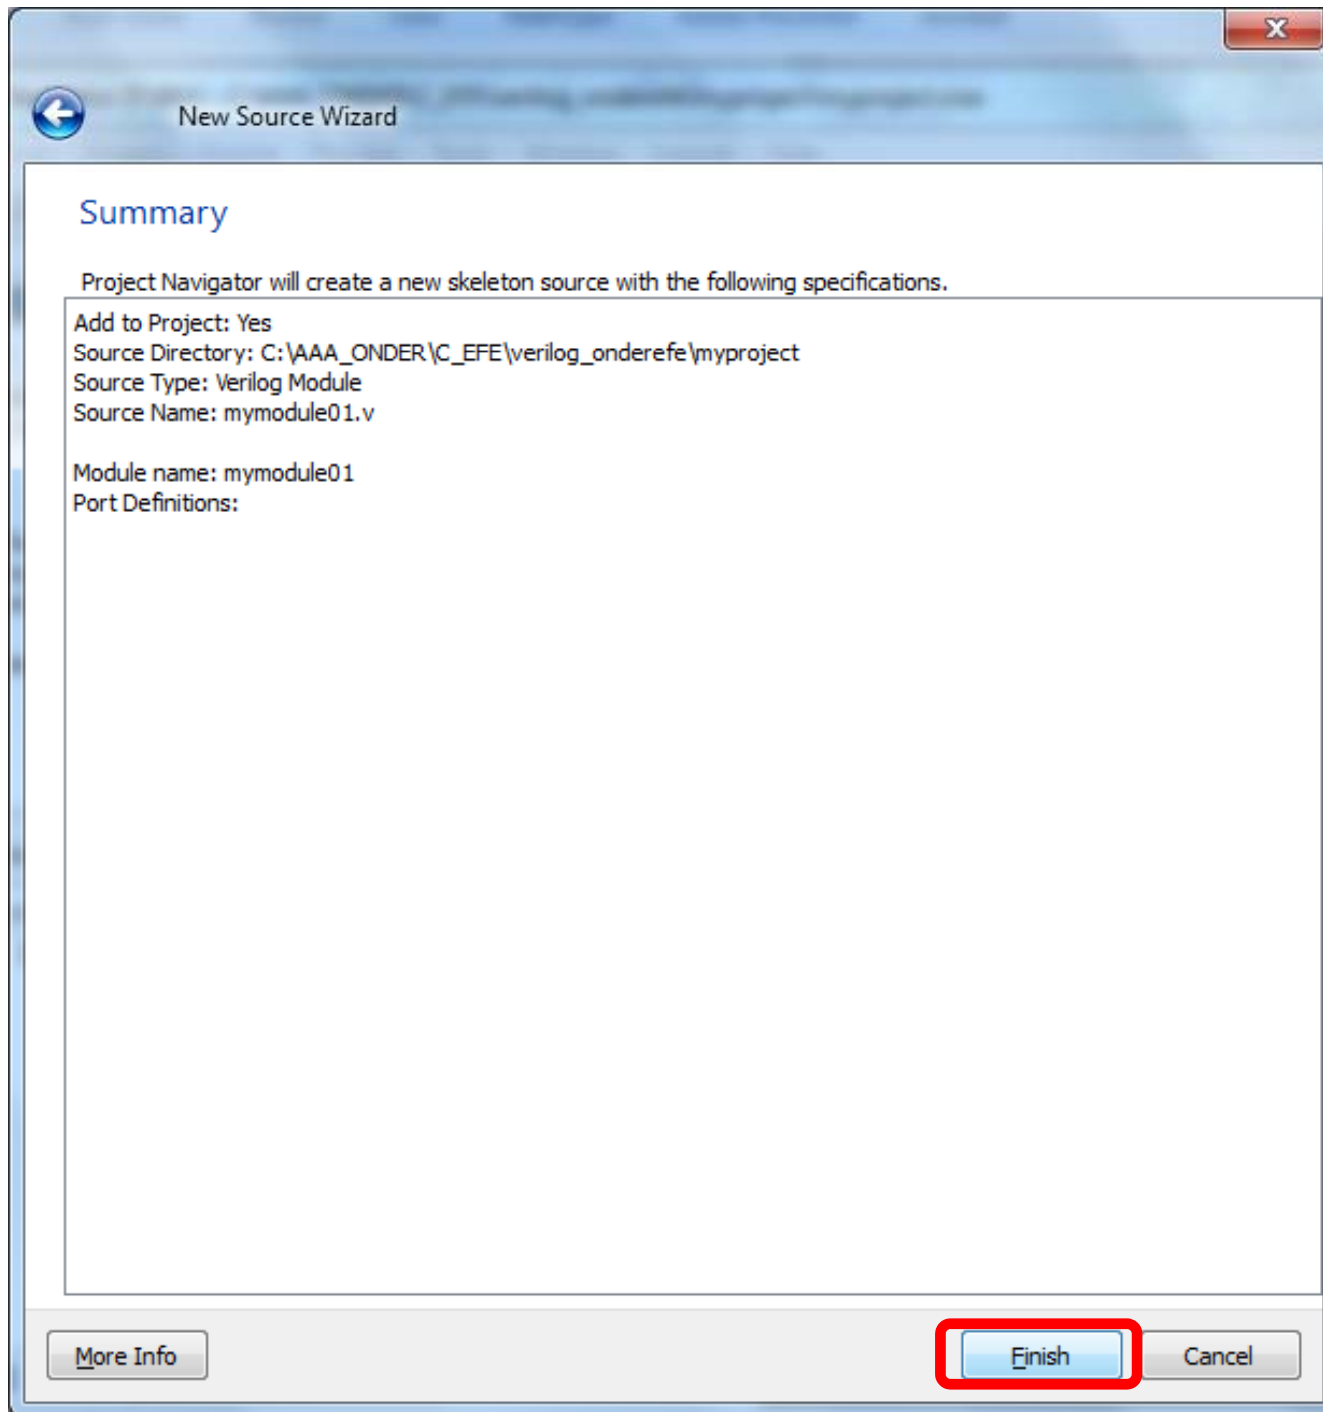 New Source Wizard
Summary
Project Navigator will create a new skeleton source with the following specifications.
Add to Project: Yes
Source Directory: C:\AAA_ONDER\C_EFE\verilog_onderefe\myproject
Source Type: Verilog Module
Source Name: mymodule01.v
Module name: mymodule01
Port Definitions:
More Info
Finish
Cancel